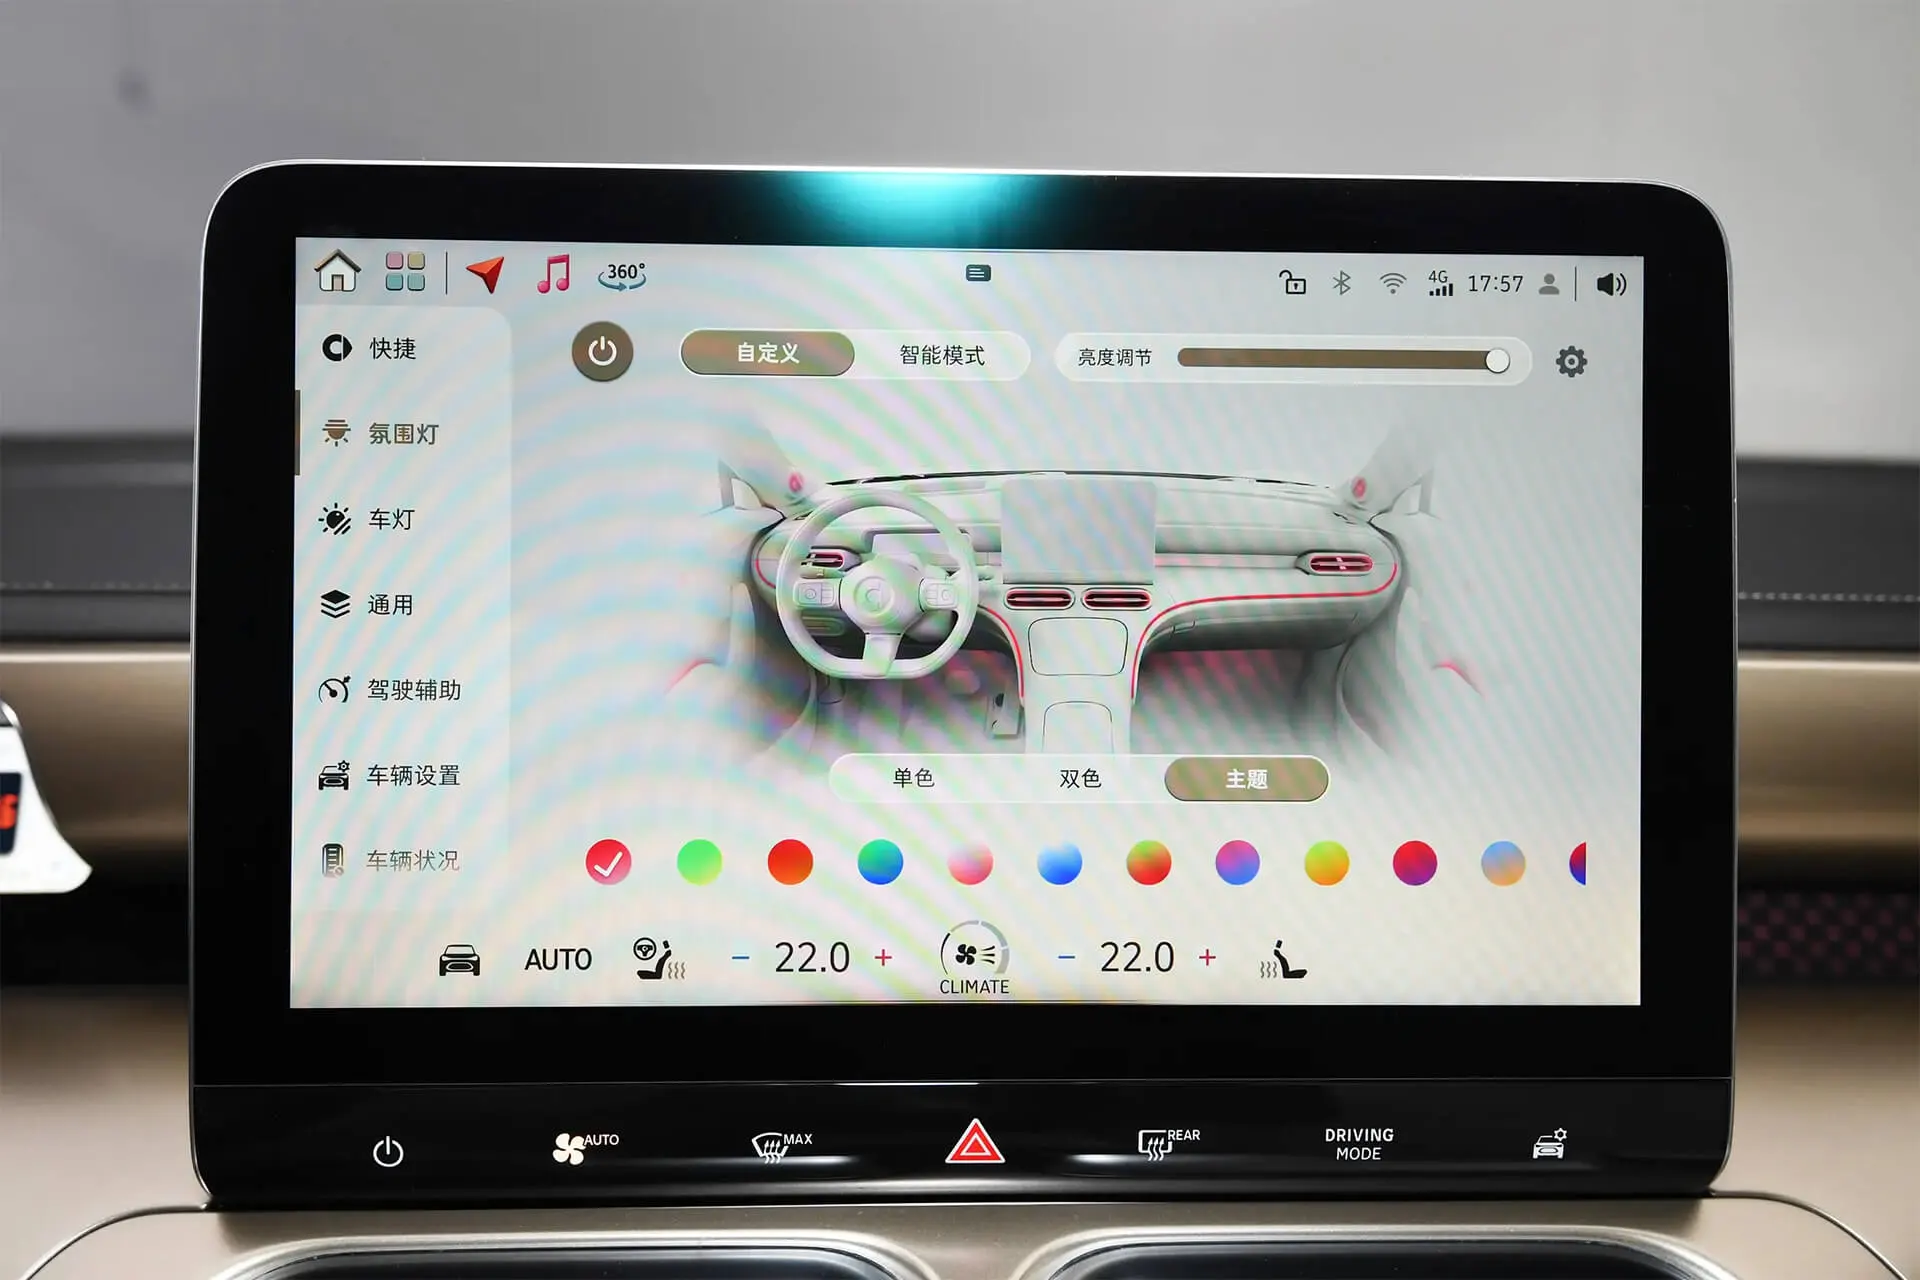 360°
4G
17:57
快捷
自定义
智能模式
亮度调节
氛围灯
车灯
通用
驾驶辅助
车辆设置
单色
双色
主题
车辆状况
AUTO
- 22.0 +
CLIMATE
- 22.0 +
AUTO
MAX
REAR
DRIVING
MODE